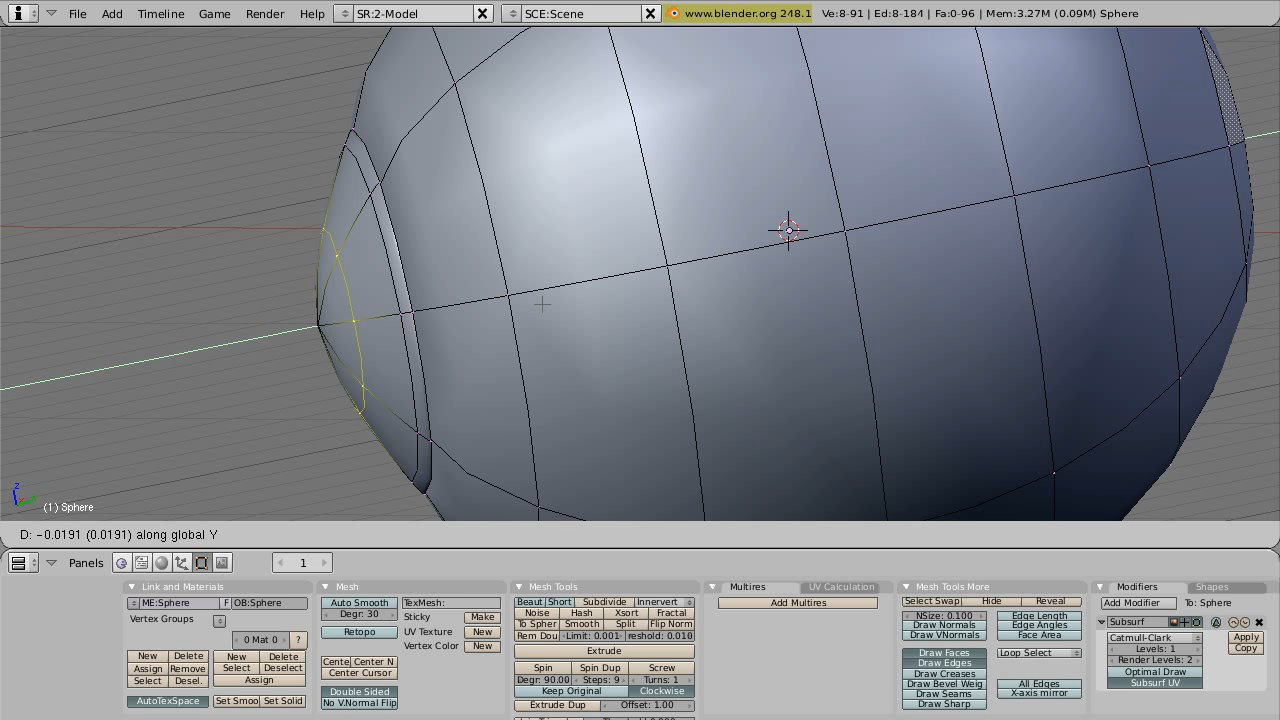 File Add Timeline Game Render Help SR:2-Model SCE:Scene www.blender.org 248.1 Ve:8-91 | Ed:8-184 | Fa:0-96 | Mem:3.27M (0.09M) Sphere
z
(1) Sphere
D: -0.0191 (0.0191) along global Y
Panels 1
Link and Materials Mesh Mesh Tools Multires UV Calculation Mesh Tools More Modifiers Shapes
ME:Sphere F OB:Sphere
Vertex Groups
0 Mat 0 ?
New Delete New Delete
Assign Remove Select Deselect
Select Desel. Assign
AutoTexSpace Set Smoo Set Solid
Auto Smooth TexMesh:
Degr: 30 Sticky Make
Retopo UV Texture New
Vertex Color New
Cente Center N
Center Cursor
Double Sided
No V.Normal Flip
Beaut Short Subdivide Innervert
Noise Hash Xsort Fractal
To Spher Smooth Split Flip Norm
Rem Dou Limit: 0.001 reshold: 0.010
Extrude
Spin Spin Dup Screw
Degr: 90.00 Steps: 9 Turns: 1
Keep Original Clockwise
Extrude Dup Offset: 1.00
Add Multires
Select Swap Hide Reveal
NSize: 0.100 Edge Length
Draw Normals Edge Angles
Draw VNormals Face Area
Draw Faces Loop Select
Draw Edges
Draw Creases
Draw Bevel Weig All Edges
Draw Seams X-axis mirror
Draw Sharp
Add Modifier To: Sphere
Subsurf
Catmull-Clark Apply
Levels: 1 Copy
Render Levels: 2
Optimal Draw
Subsurf UV